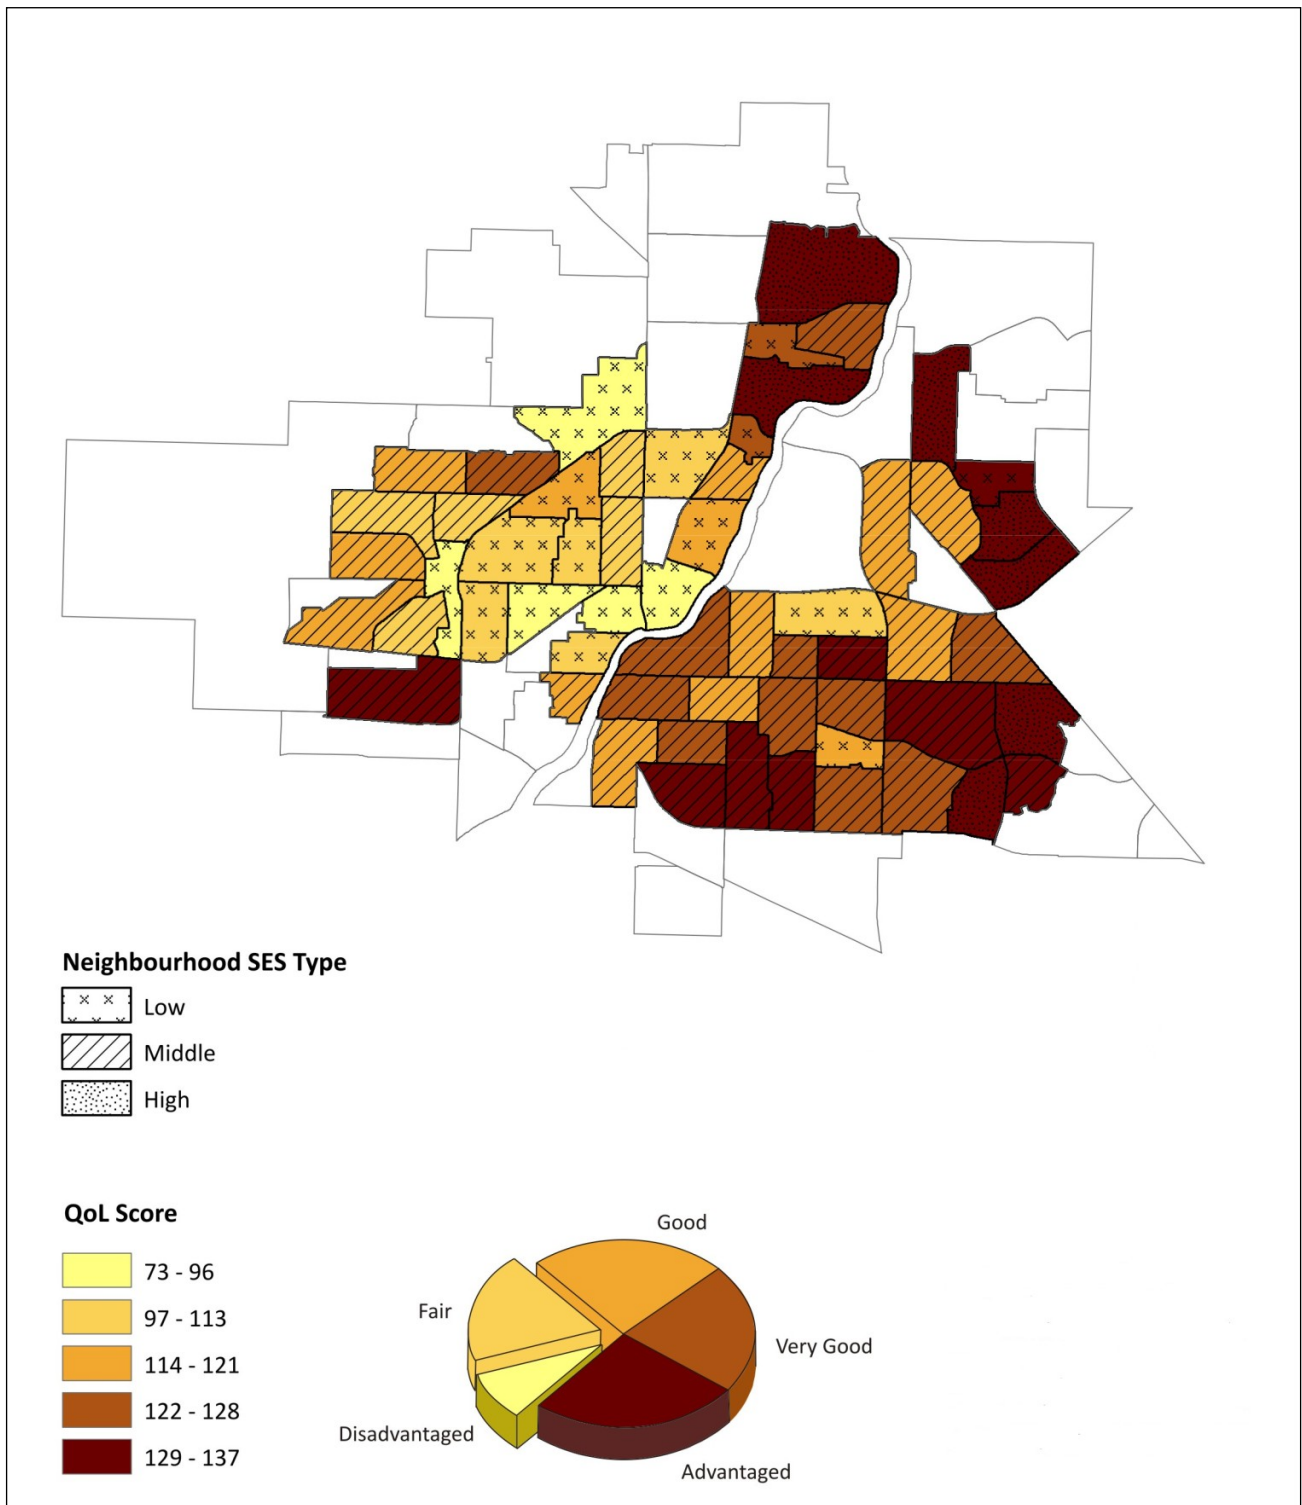 Neighbourhood SES Type
Low
Middle
High
QoL Score
73 - 96
97 - 113
114 - 121
122 - 128
129 - 137
Good
Fair
Very Good
Disadvantaged
Advantaged